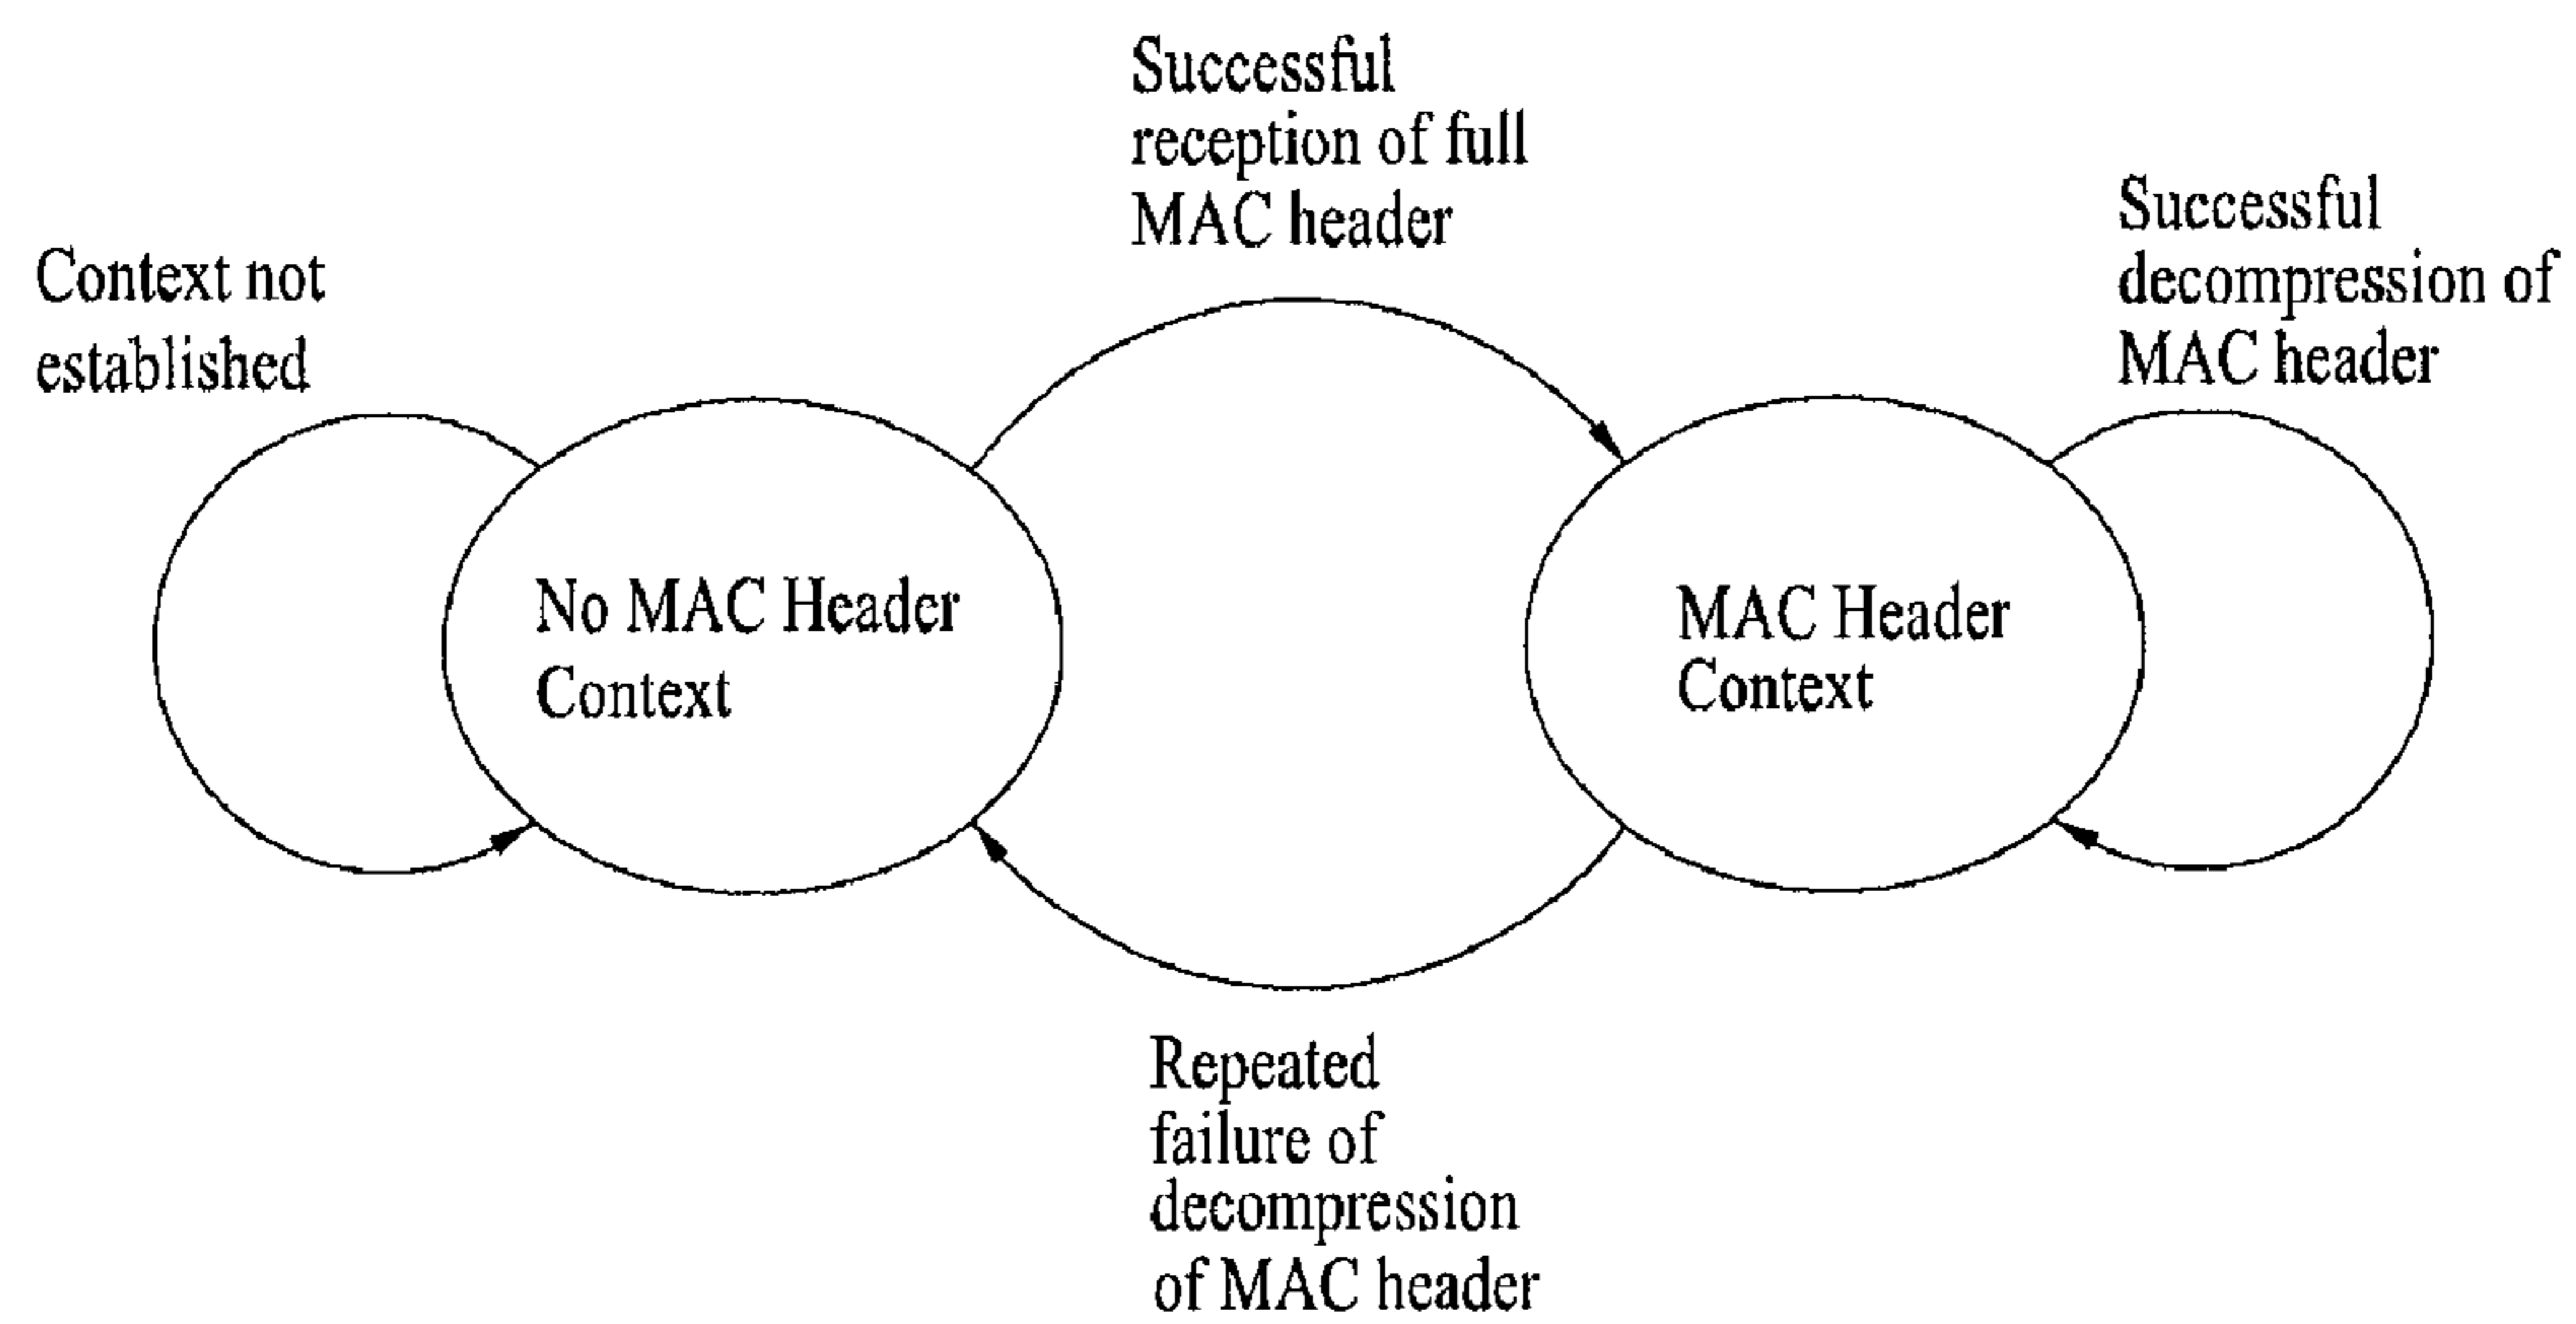 Successful
reception of full
MAC header
Successful
decompression of
MAC header
Context not
established
No MAC Header
Context
MAC Header
Context
Repeated
failure of
decompression
of MAC header